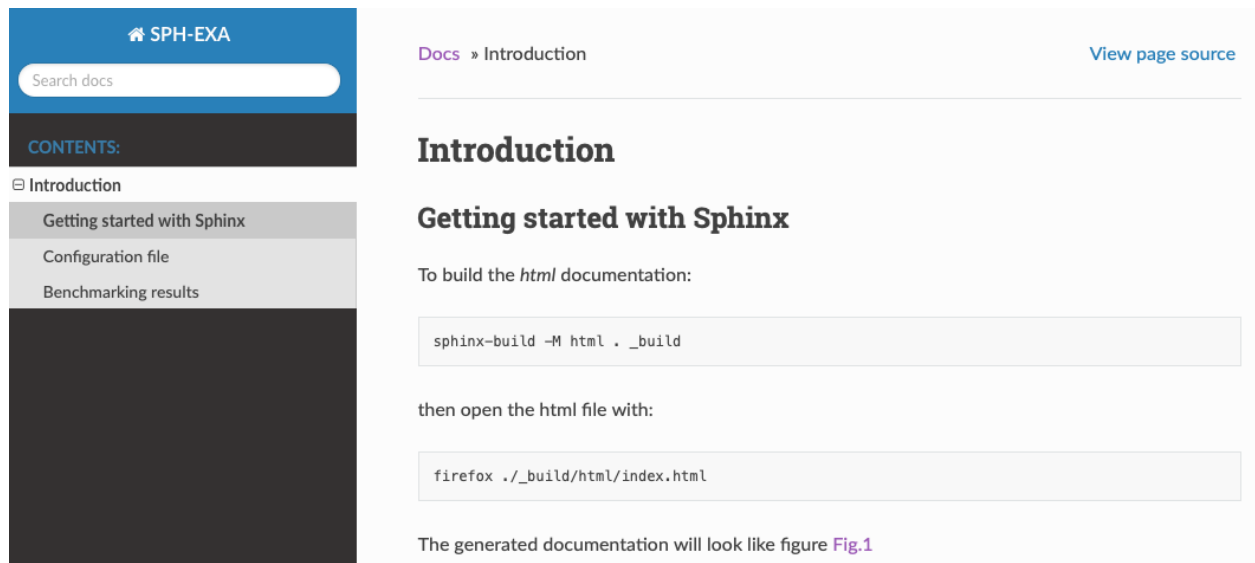 SPH-EXA
Search docs
CONTENTS:
Introduction
Getting started with Sphinx
Configuration file
Benchmarking results
Docs » Introduction
View page source
Introduction
Getting started with Sphinx
To build the html documentation:
sphinx-build -M html . _build
then open the html file with:
firefox ./_build/html/index.html
The generated documentation will look like figure Fig.1